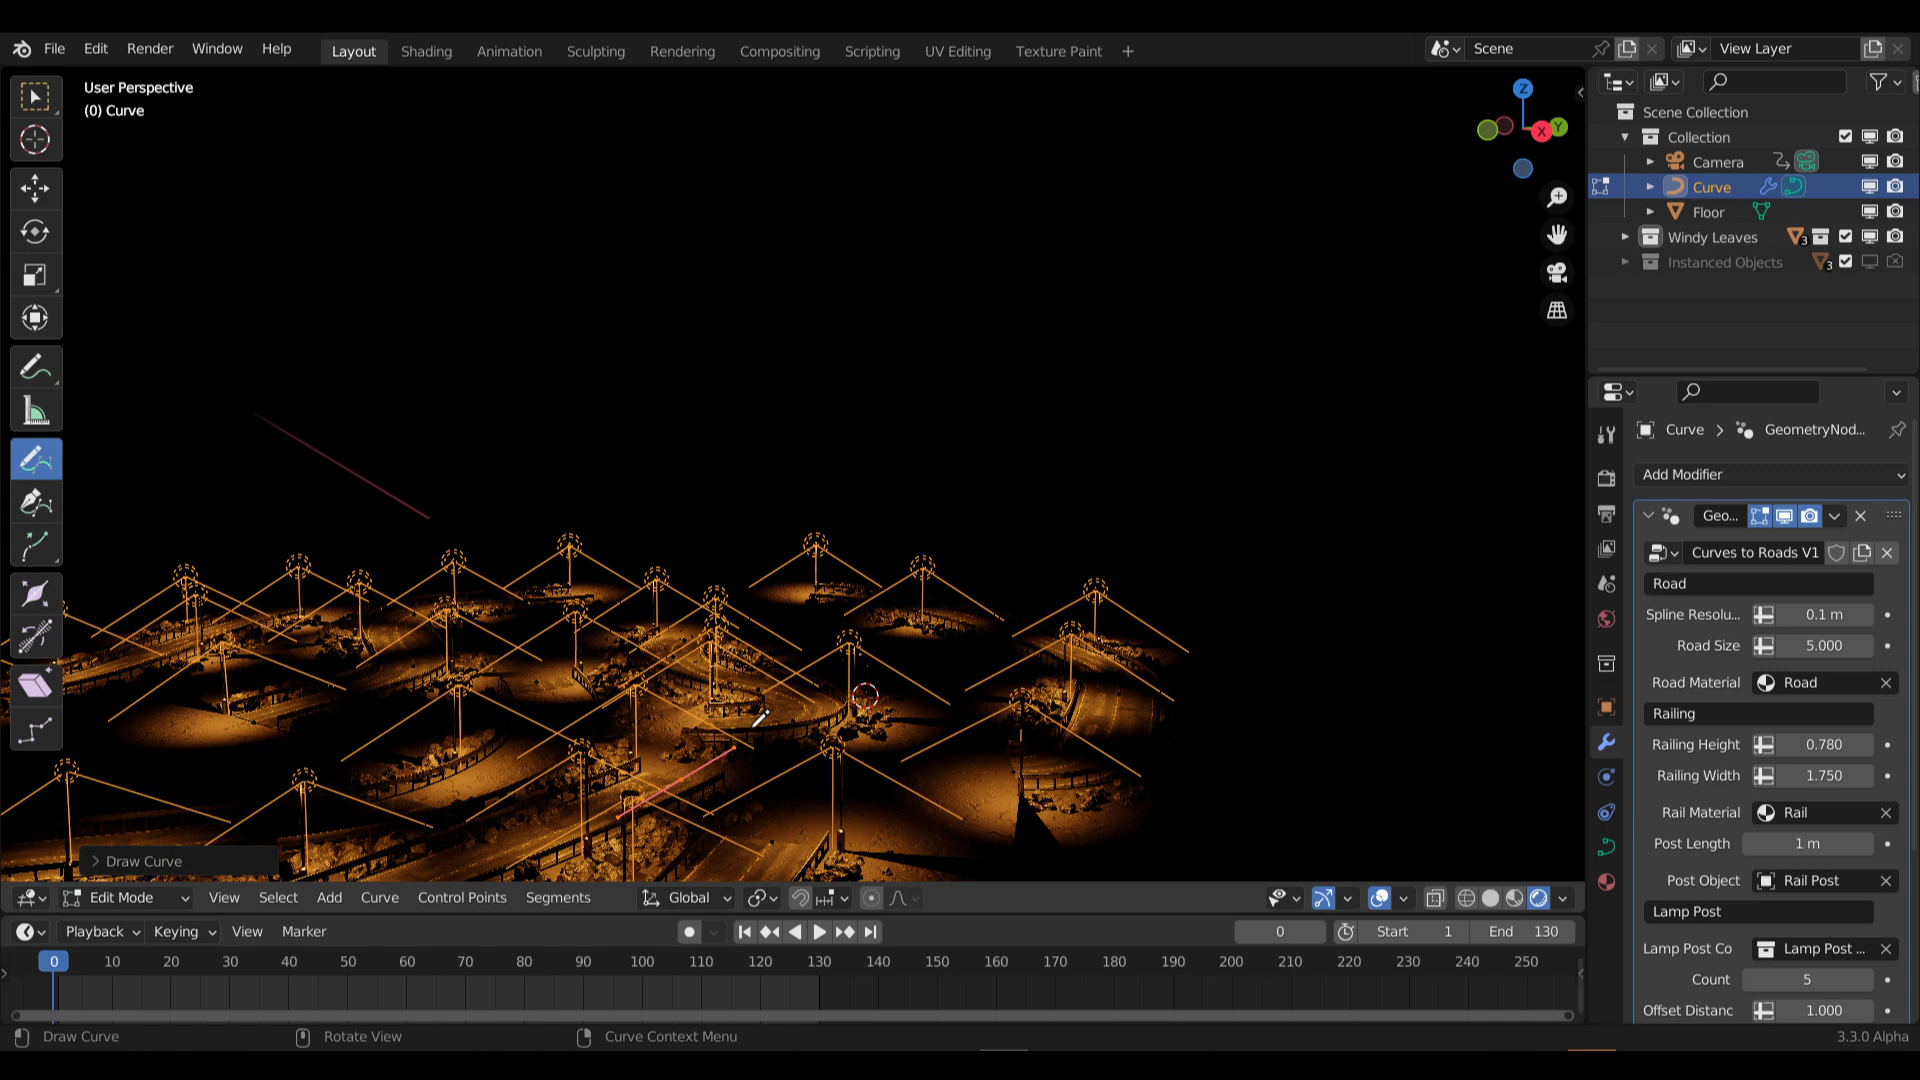 File Edit Render Window Help Layout Shading Animation Sculpting Rendering Compositing Scripting UV Editing Texture Paint + Scene View Layer
User Perspective
(0) Curve
Z
X
Y
Scene Collection
Collection
Camera
Curve
Floor
Windy Leaves 3
Instanced Objects 3
Curve > GeometryNod...
Add Modifier
Geo...
Curves to Roads V1
Road
Spline Resolu... 0.1 m
Road Size 5.000
Road Material Road
Railing
Railing Height 0.780
Railing Width 1.750
Rail Material Rail
Post Length 1 m
Post Object Rail Post
Lamp Post
Lamp Post Co Lamp Post ...
Count 5
Offset Distanc 1.000
> Draw Curve
Edit Mode View Select Add Curve Control Points Segments Global
Playback Keying View Marker 0 Start 1 End 130
0 10 20 30 40 50 60 70 80 90 100 110 120 130 140 150 160 170 180 190 200 210 220 230 240 250
Draw Curve Rotate View Curve Context Menu 3.3.0 Alpha